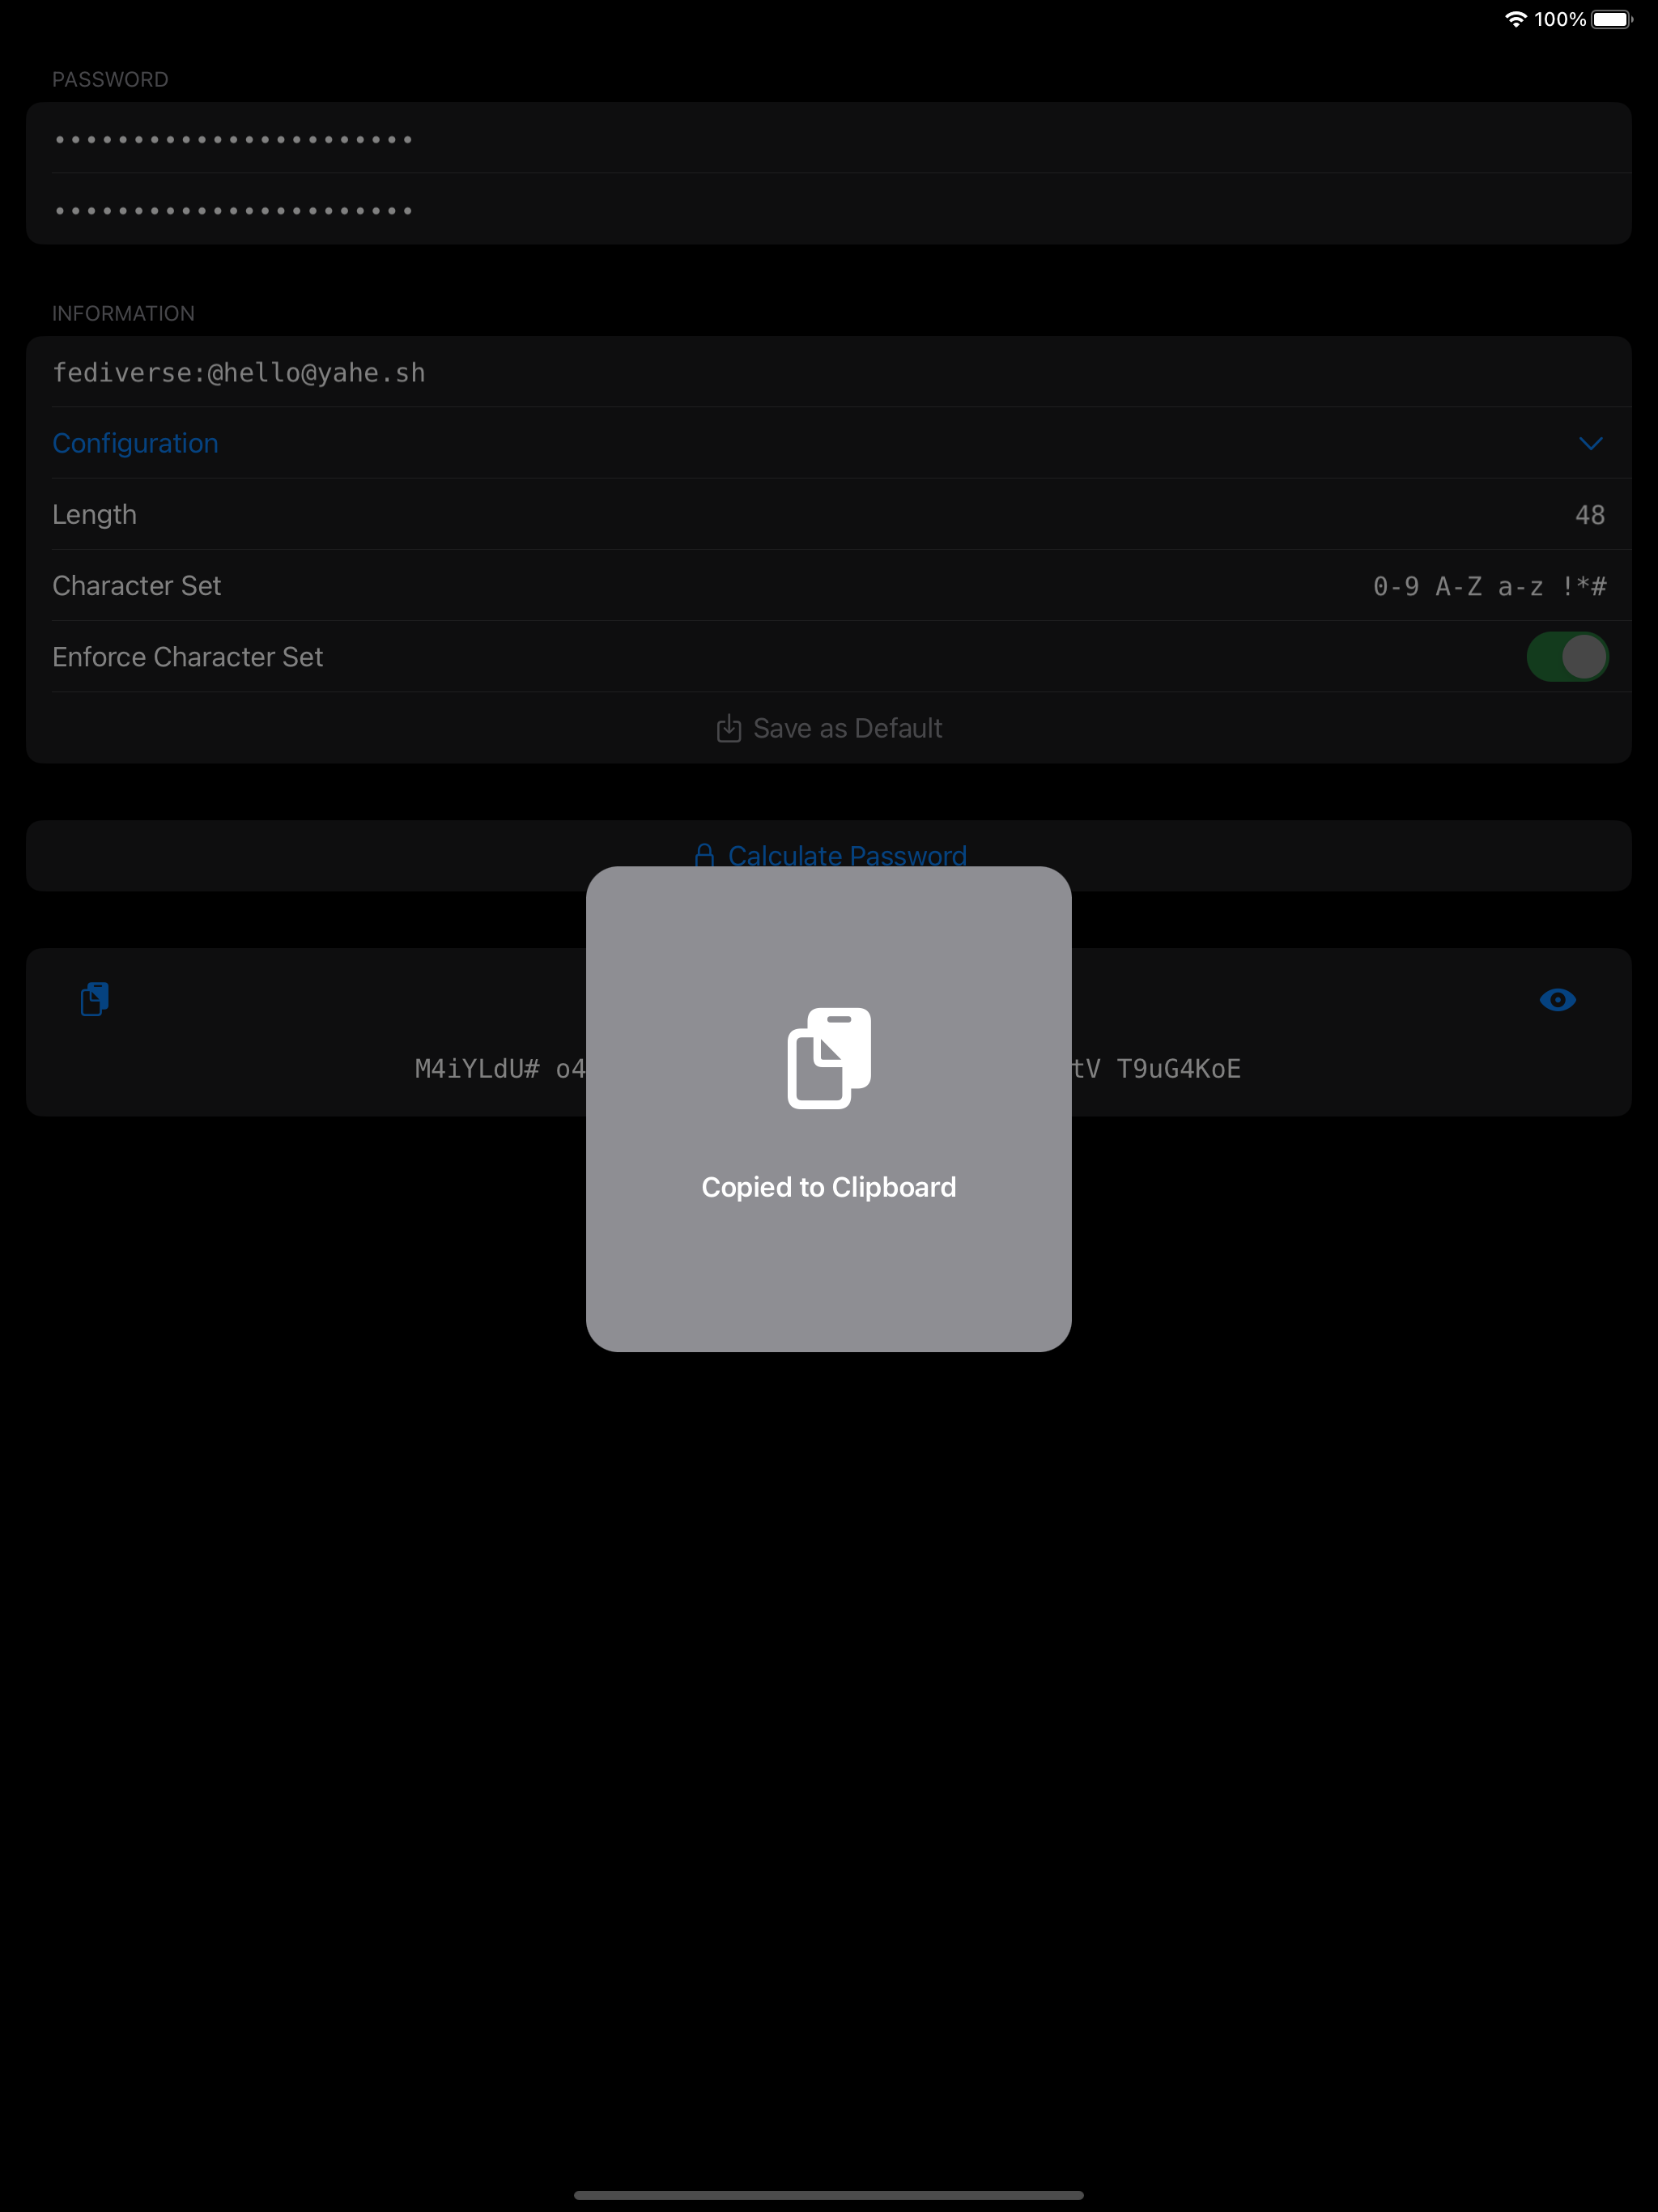 100%
PASSWORD
•••••••••••••••••••••••
•••••••••••••••••••••••
INFORMATION
fediverse:@hello@yahe.sh
Configuration
Length 48
Character Set 0-9 A-Z a-z !*#
Enforce Character Set
Save as Default
Calculate Password
M4iYLdU# o4 tV T9uG4KoE
Copied to Clipboard